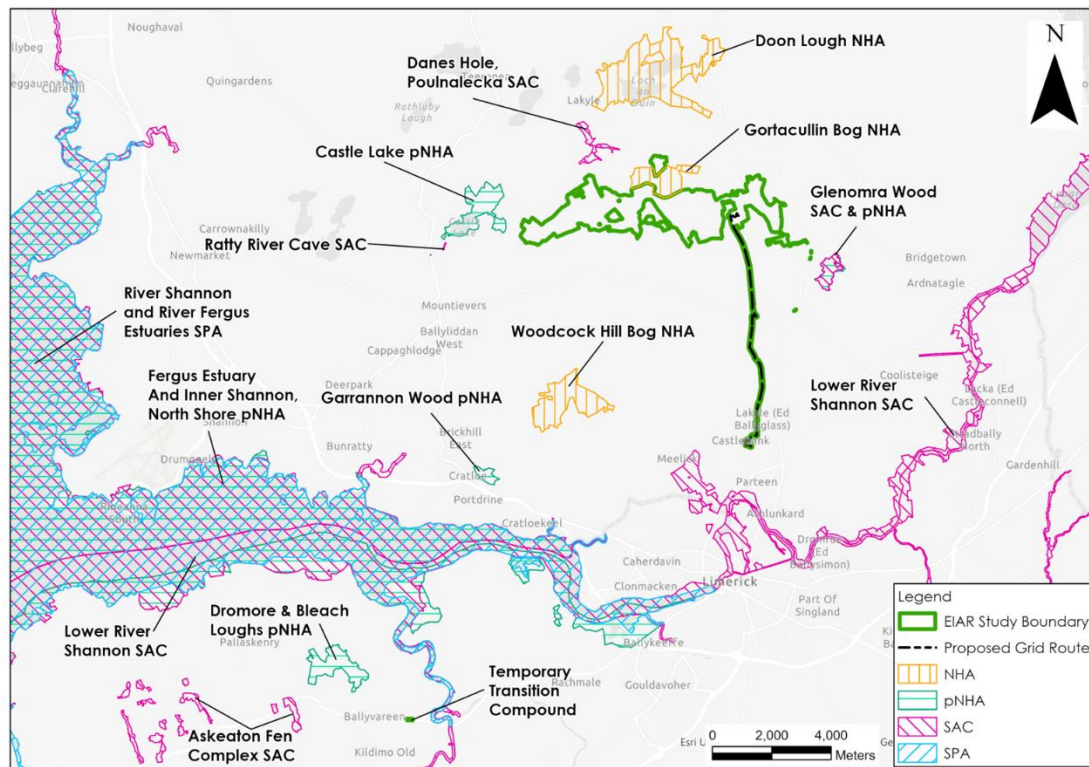 Noughaval
Clarehill
Quingardens
Rathluby
Lough
Danes Hole,
Poulnalecka SAC
Lakyle
Doon Lough NHA
N
Castle Lake pNHA
Gortacullin Bog NHA
Glenomra Wood
SAC & pNHA
Carrownakilly
Newmarket
Ratty River Cave SAC
Bridgetown
Ardnatagle
River Shannon
and River Fergus
Estuaries SPA
Mountievers
Ballyliddan
West
Cappaghlodge
Woodcock Hill Bog NHA
Fergus Estuary
And Inner Shannon,
North Shore pNHA
Deerpark
Garrannon Wood pNHA
Coolisteige
Lower River
Shannon SAC
Shannon
Bunratty
Brickhill
East
Cratloe
Portdrine
Meelick
Parteen
Gardenhill
Cratloekeel
Caherdavin
Clonmacken
Limerick
Part Of
Singland
Lower River
Shannon SAC
Dromore & Bleach
Loughs pNHA
Pallaskenry
Ballykeeffe
Gouldavoher
Rachmale
Temporary
Transition
Compound
Ballyvareen
Kildimo Old
Askeaton Fen
Complex SAC
0 2,000 4,000
Meters
Legend
EIAR Study Boundary
Proposed Grid Route
NHA
pNHA
SAC
SPA